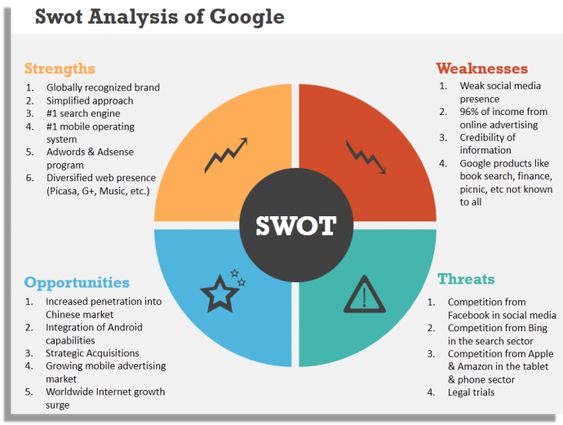 Swot Analysis of Google
Strengths
1. Globally recognized brand
2. Simplified approach
3. #1 search engine
4. #1 mobile operating
system
5. Adwords & Adsense
program
6. Diversified web presence
(Picasa, G+, Music, etc.)
Weaknesses
1. Weak social media
presence
2. 96% of income from
online advertising
3. Credibility of
information
4. Google products like
book search, finance,
picnic, etc not known
to all
SWOT
Opportunities
1. Increased penetration into
Chinese market
2. Integration of Android
capabilities
3. Strategic Acquisitions
4. Growing mobile advertising
market
5. Worldwide Internet growth
surge
Threats
1. Competition from
Facebook in social media
2. Competition from Bing
in the search sector
3. Competition from Apple
& Amazon in the tablet
& phone sector
4. Legal trials